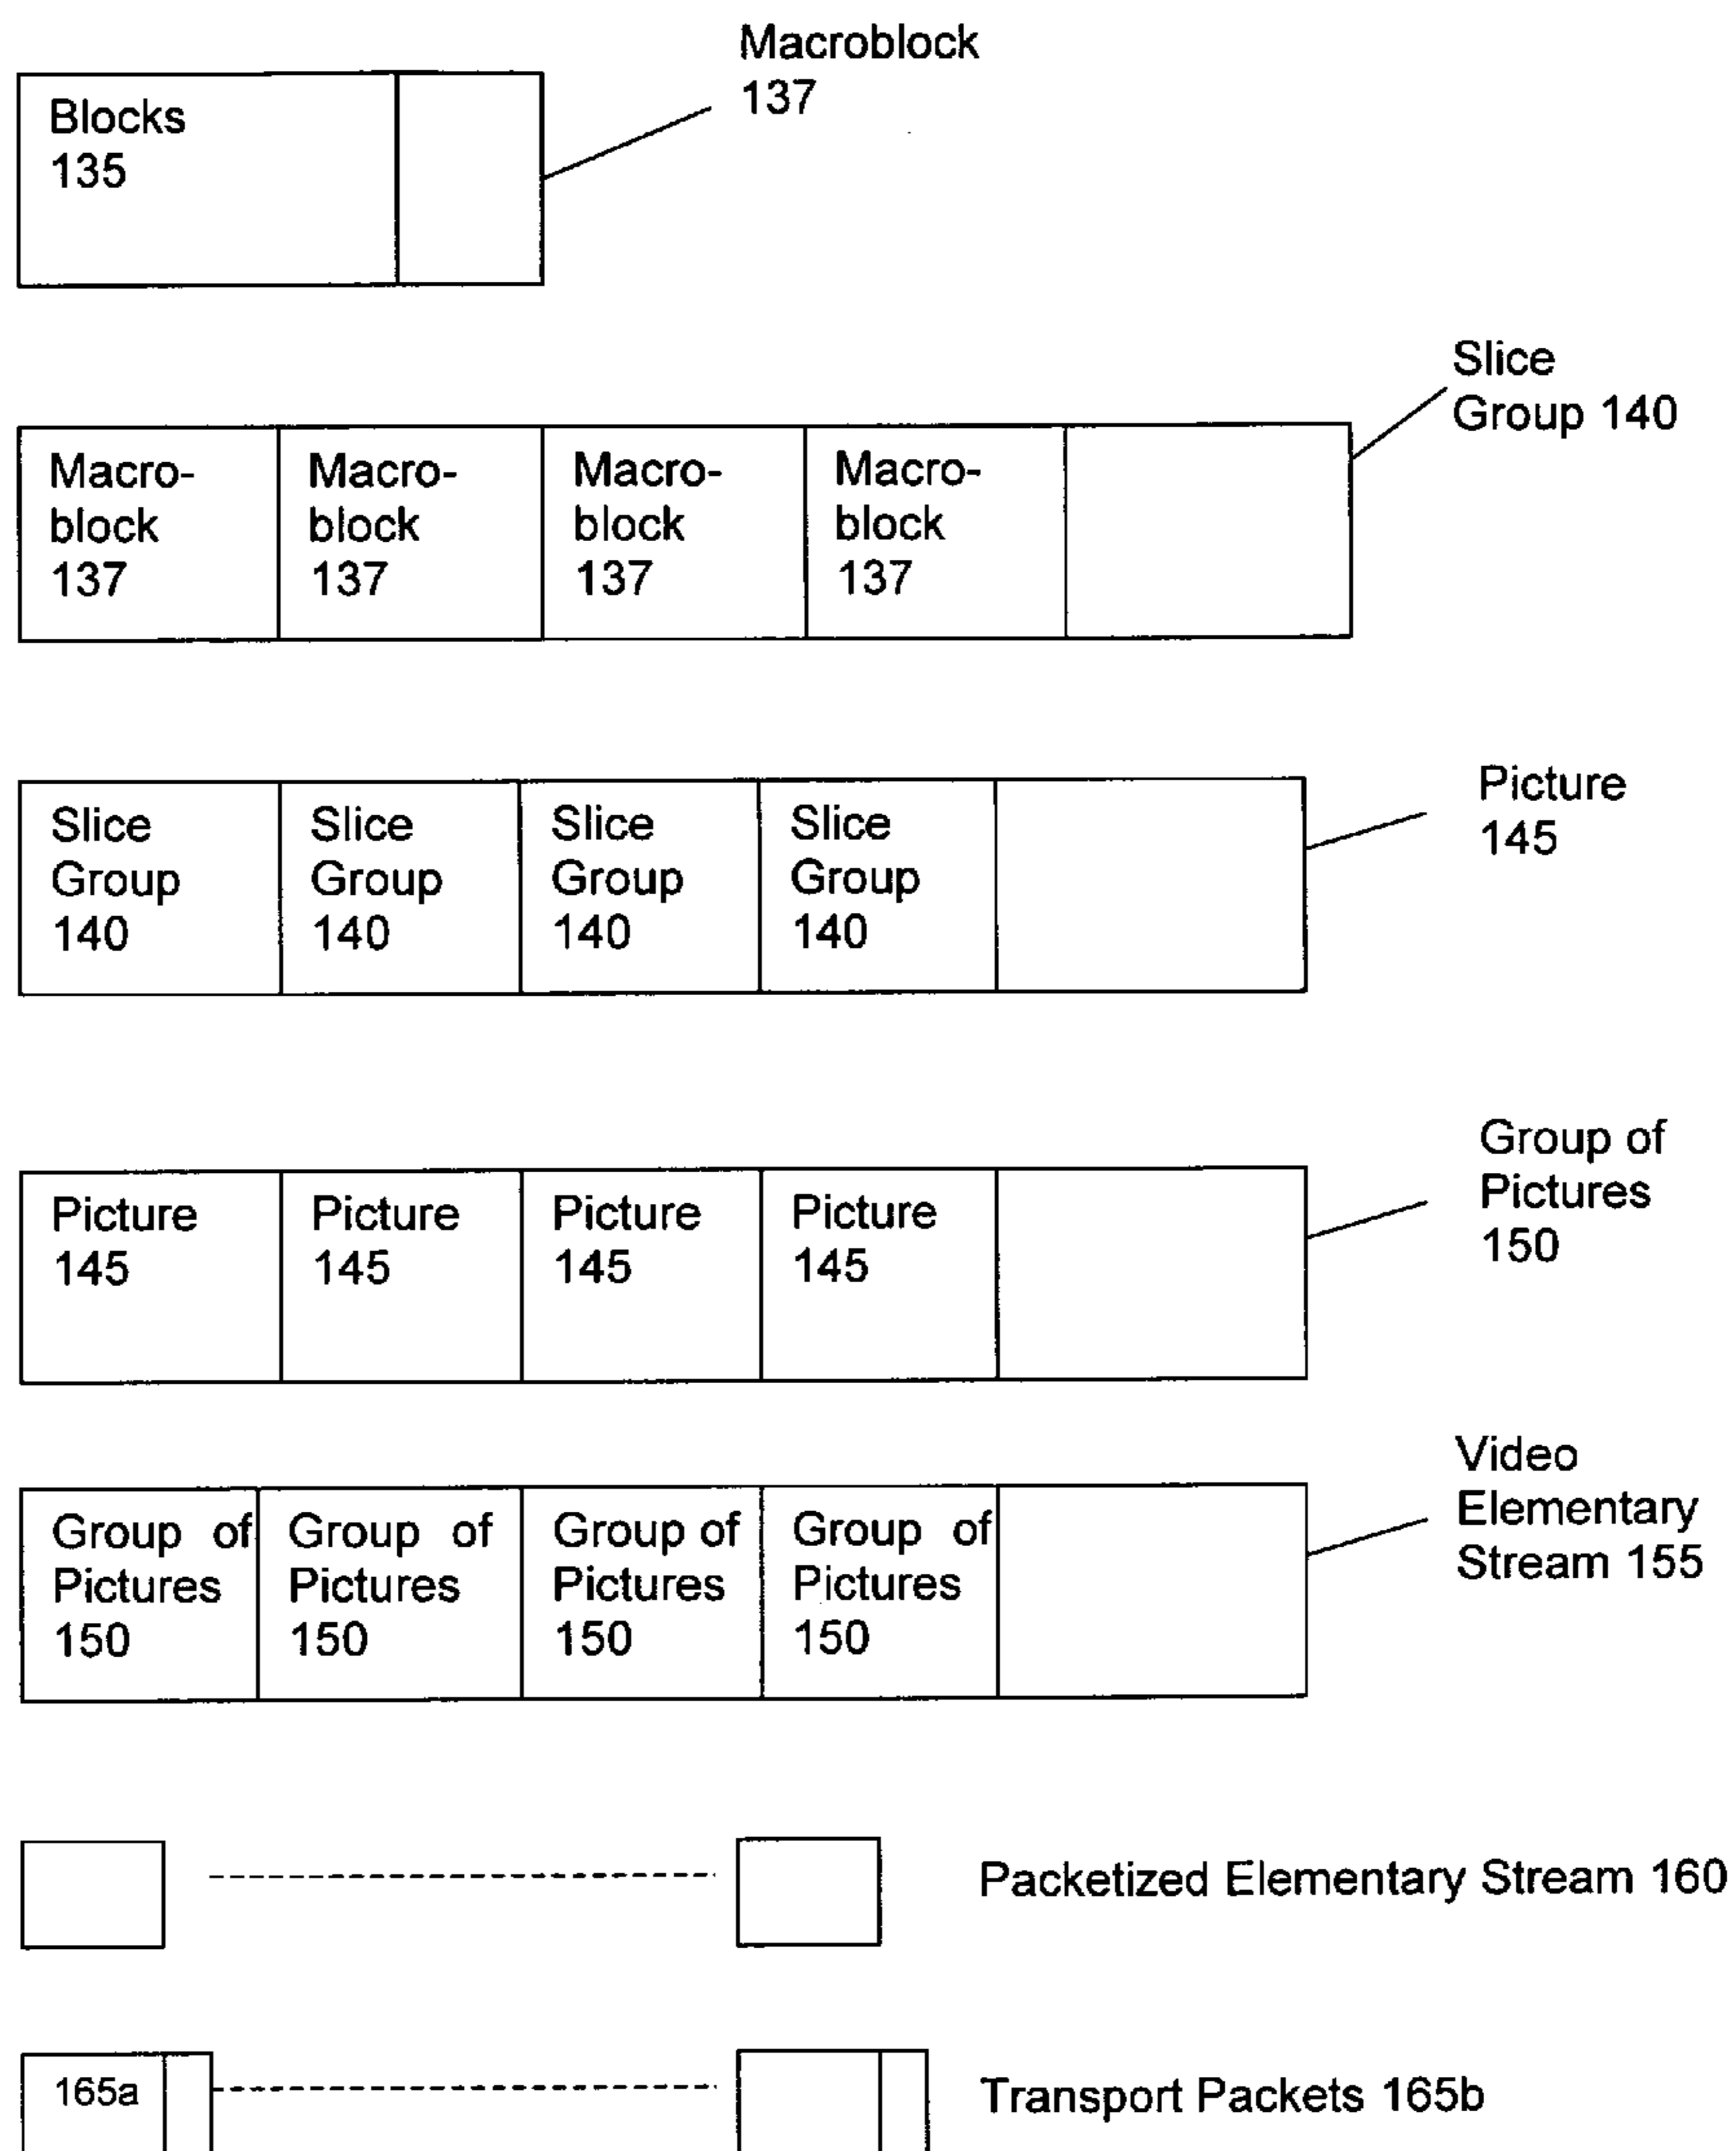 Macroblock
137
Blocks
135
Slice
Group 140
Macro-
block
137
Macro-
block
137
Macro-
block
137
Macro-
block
137
Picture
145
Slice
Group
140
Slice
Group
140
Slice
Group
140
Slice
Group
140
Group of
Pictures
150
Picture
145
Picture
145
Picture
145
Picture
145
Video
Elementary
Stream 155
Group of
Pictures
150
Group of
Pictures
150
Group of
Pictures
150
Group of
Pictures
150
Packetized Elementary Stream 160
165a
Transport Packets 165b